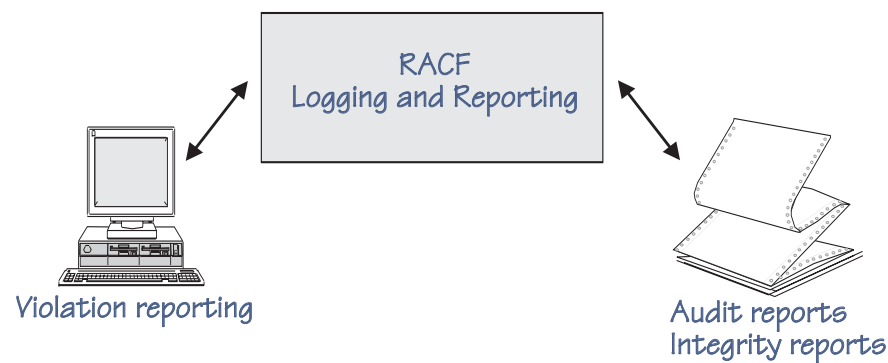 RACF
Logging and Reporting
Violation reporting
Audit reports
Integrity reports